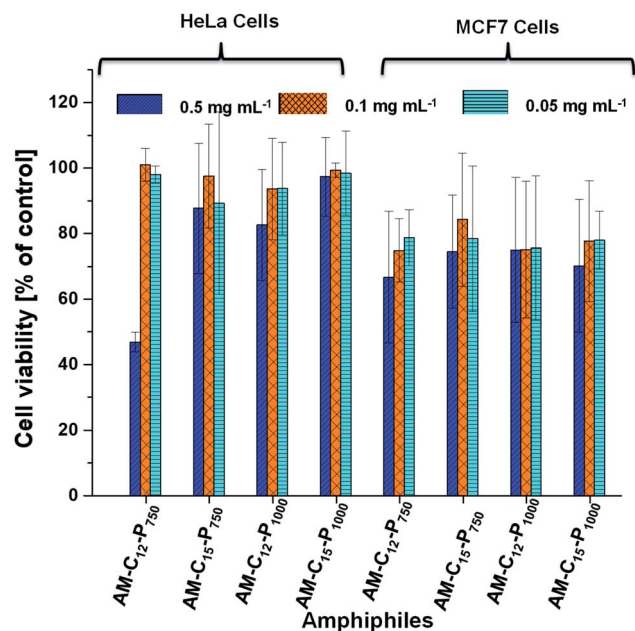 HeLa Cells
MCF7 Cells
0.5 mg mL⁻¹
0.1 mg mL⁻¹
0.05 mg mL⁻¹
Cell viability [% of control]
120
100
80
60
40
20
0
AM-C₁₂-P₇₅₀
AM-C₁₅-P₇₅₀
AM-C₁₂-P₁₀₀₀
AM-C₁₅-P₁₀₀₀
AM-C₁₂-P₇₅₀
AM-C₁₅-P₇₅₀
AM-C₁₂-P₁₀₀₀
AM-C₁₅-P₁₀₀₀
Amphiphiles